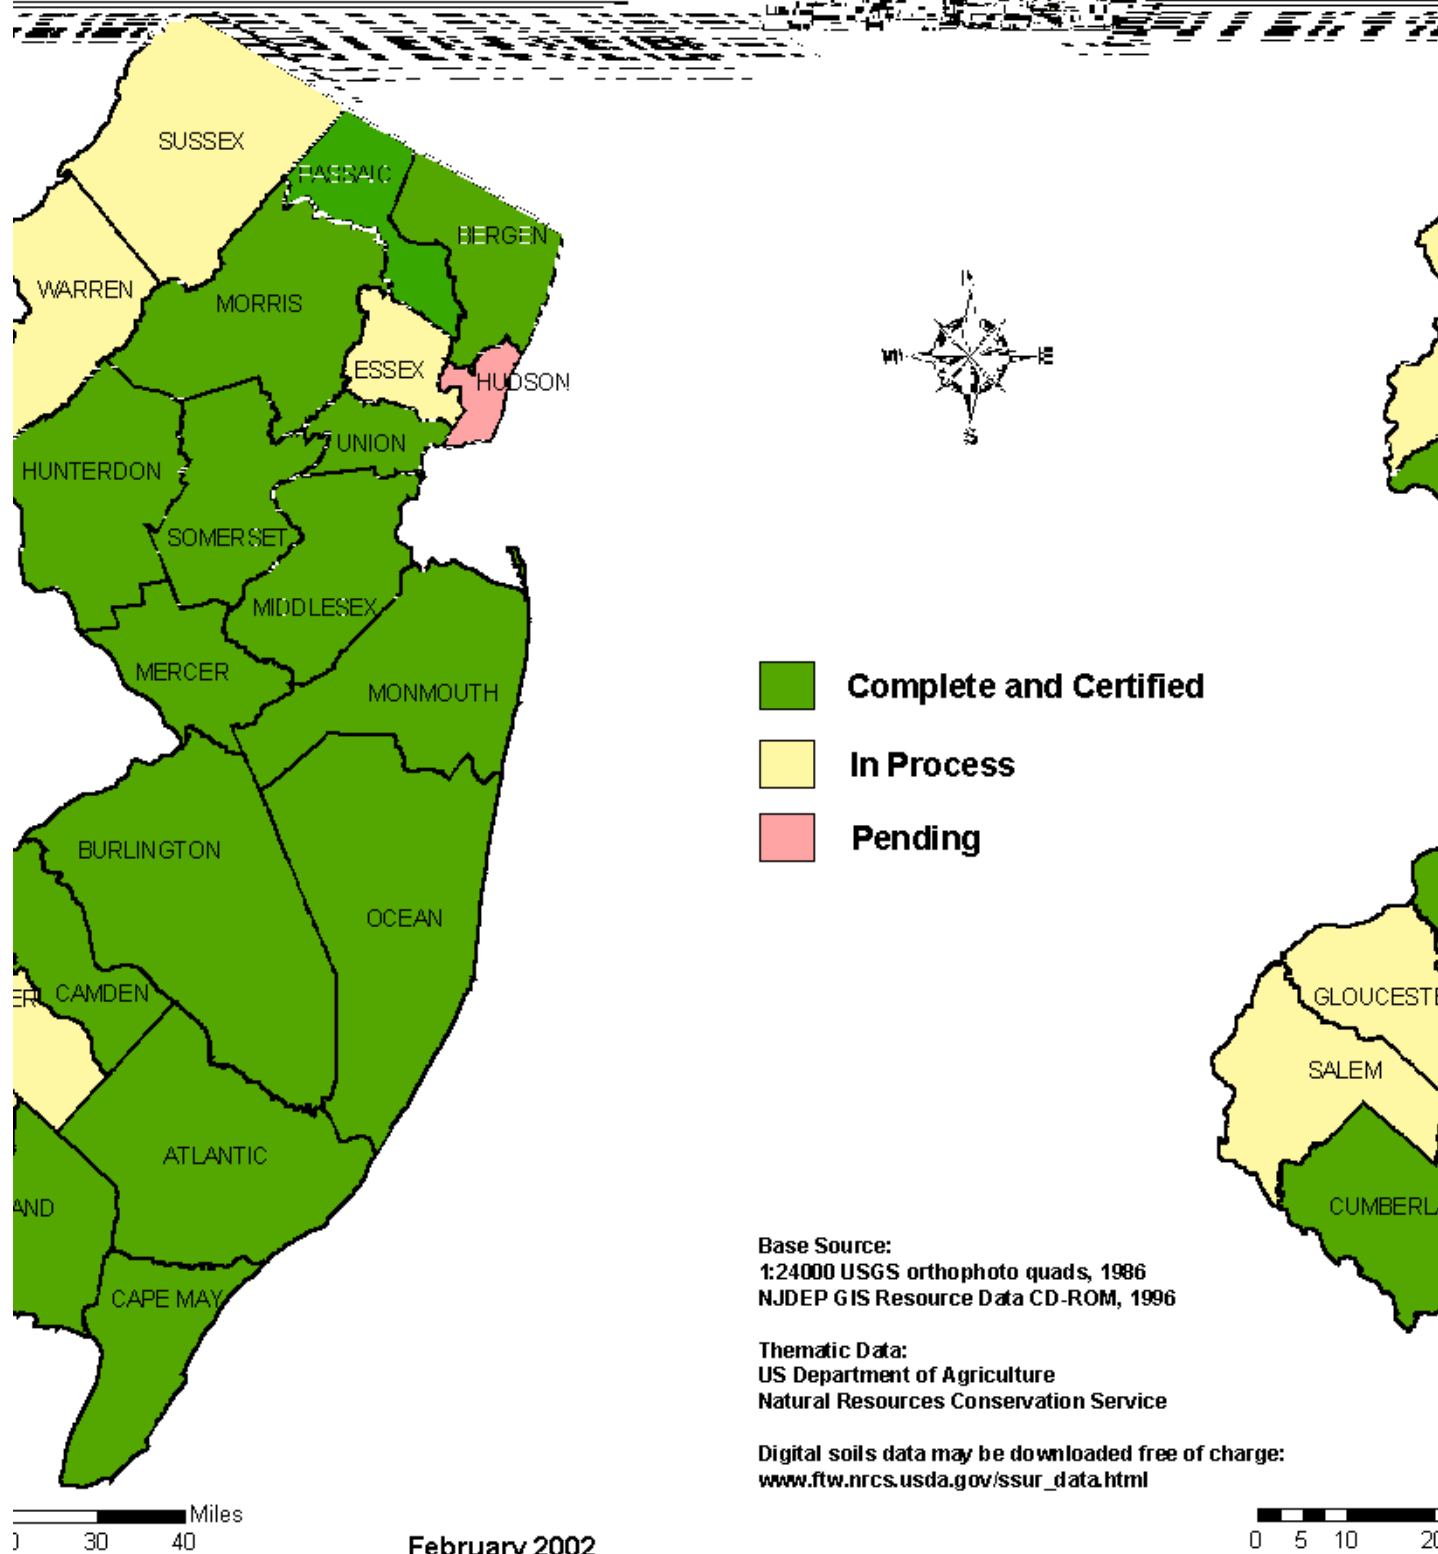 SUSSEX
PASSAIC
BERGEN
WARREN
MORRIS
ESSEX
HUDSON
UNION
HUNTERDON
SOMERSET
MIDDLESEX
MERCER
MONMOUTH
BURLINGTON
OCEAN
ER
CAMDEN
ATLANTIC
AND
CAPE MAY
W
E
S
Complete and Certified
In Process
Pending
GLOUCESTE
SALEM
CUMBERLA
Base Source:
1:24000 USGS orthophoto quads, 1986
NJDEP GIS Resource Data CD-ROM, 1996
Thematic Data:
US Department of Agriculture
Natural Resources Conservation Service
Digital soils data may be downloaded free of charge:
www.ftw.nrcs.usda.gov/ssur_data.html
Miles
30 40
February 2002
0 5 10 20